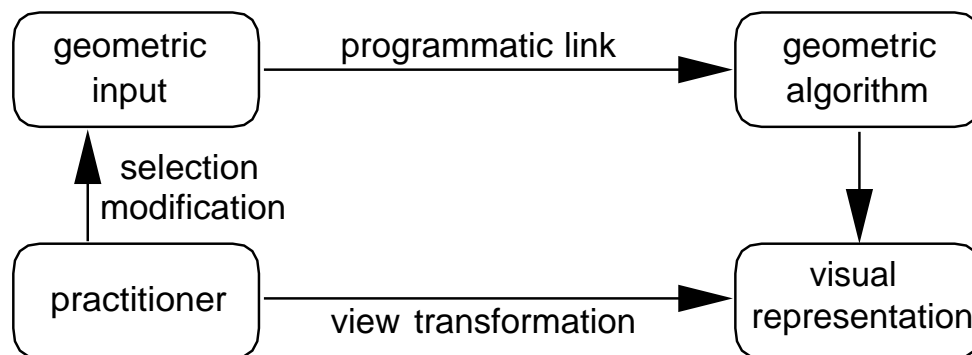 geometric
input
programmatic link
geometric
algorithm
selection
modification
practitioner
view transformation
visual
representation